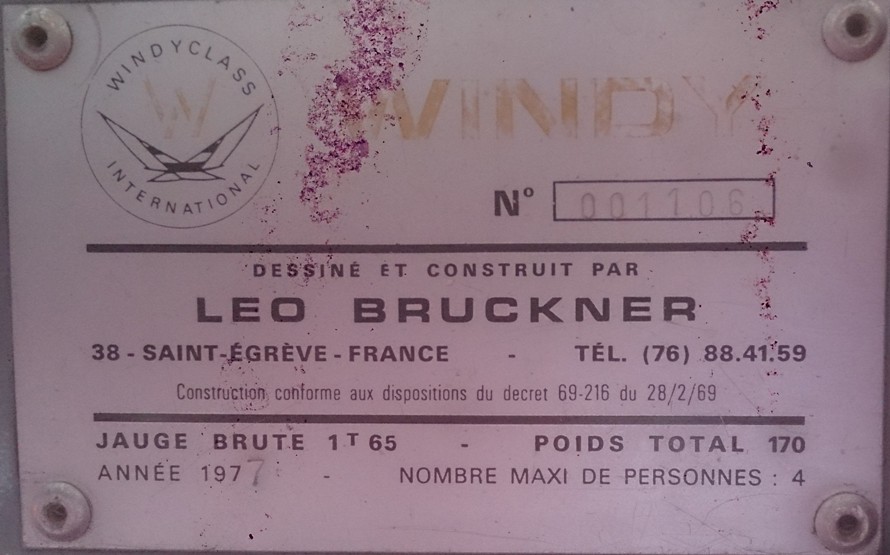 WINDYCLASS
W
INTERNATIONAL
WINDY
N° 001106
DESSINÉ ET CONSTRUIT PAR
LEO BRUCKNER
38 - SAINT-ÉGRÈVE - FRANCE - TÉL. (76) 88.41.59
Construction conforme aux dispositions du decret 69-216 du 28/2/69
JAUGE BRUTE 1T 65 - POIDS TOTAL 170
ANNÉE 1977 - NOMBRE MAXI DE PERSONNES : 4